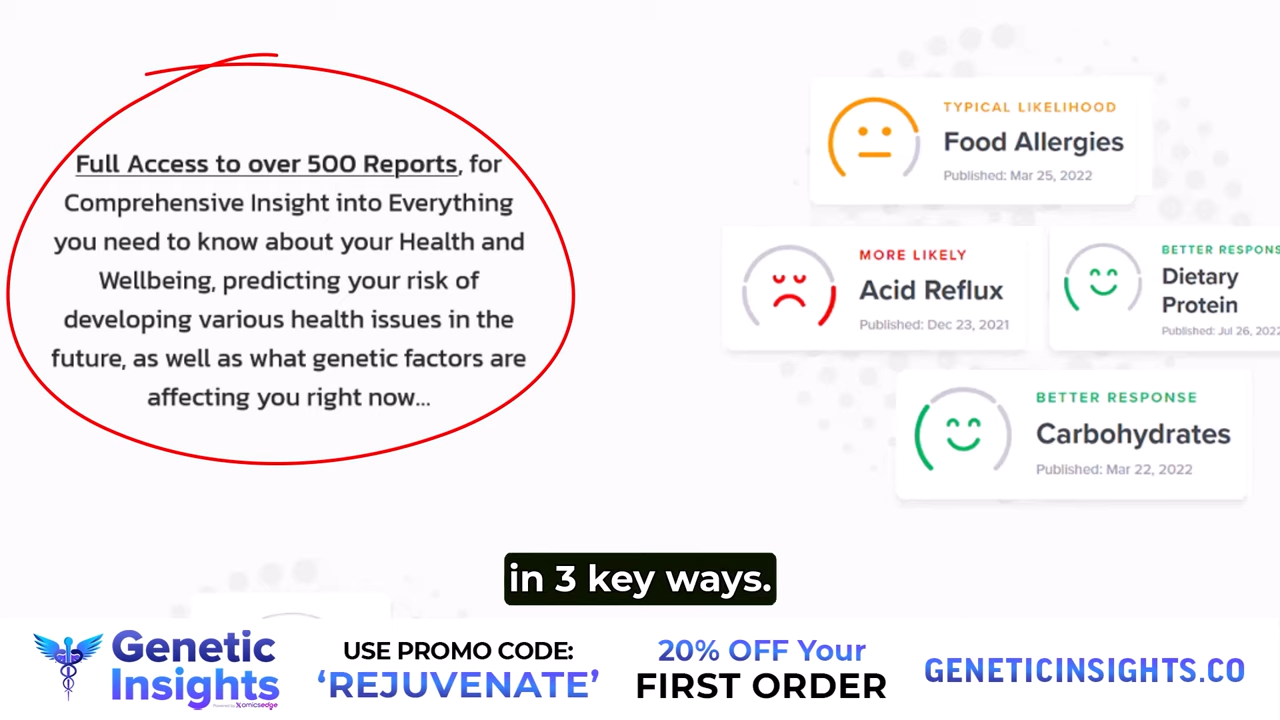 Full Access to over 500 Reports, for
Comprehensive Insight into Everything
you need to know about your Health and
Wellbeing, predicting your risk of
developing various health issues in the
future, as well as what genetic factors are
affecting you right now...
TYPICAL LIKELIHOOD
Food Allergies
Published: Mar 25, 2022
MORE LIKELY
Acid Reflux
Published: Dec 23, 2021
BETTER RESPONS
Dietary
Protein
Published: Jul 26, 2022
BETTER RESPONSE
Carbohydrates
Published: Mar 22, 2022
in 3 key ways.
Genetic
Insights
Powered by Xomicsedge
USE PROMO CODE:
‘REJUVENATE’
20% OFF Your
FIRST ORDER
GENETICINSIGHTS.CO